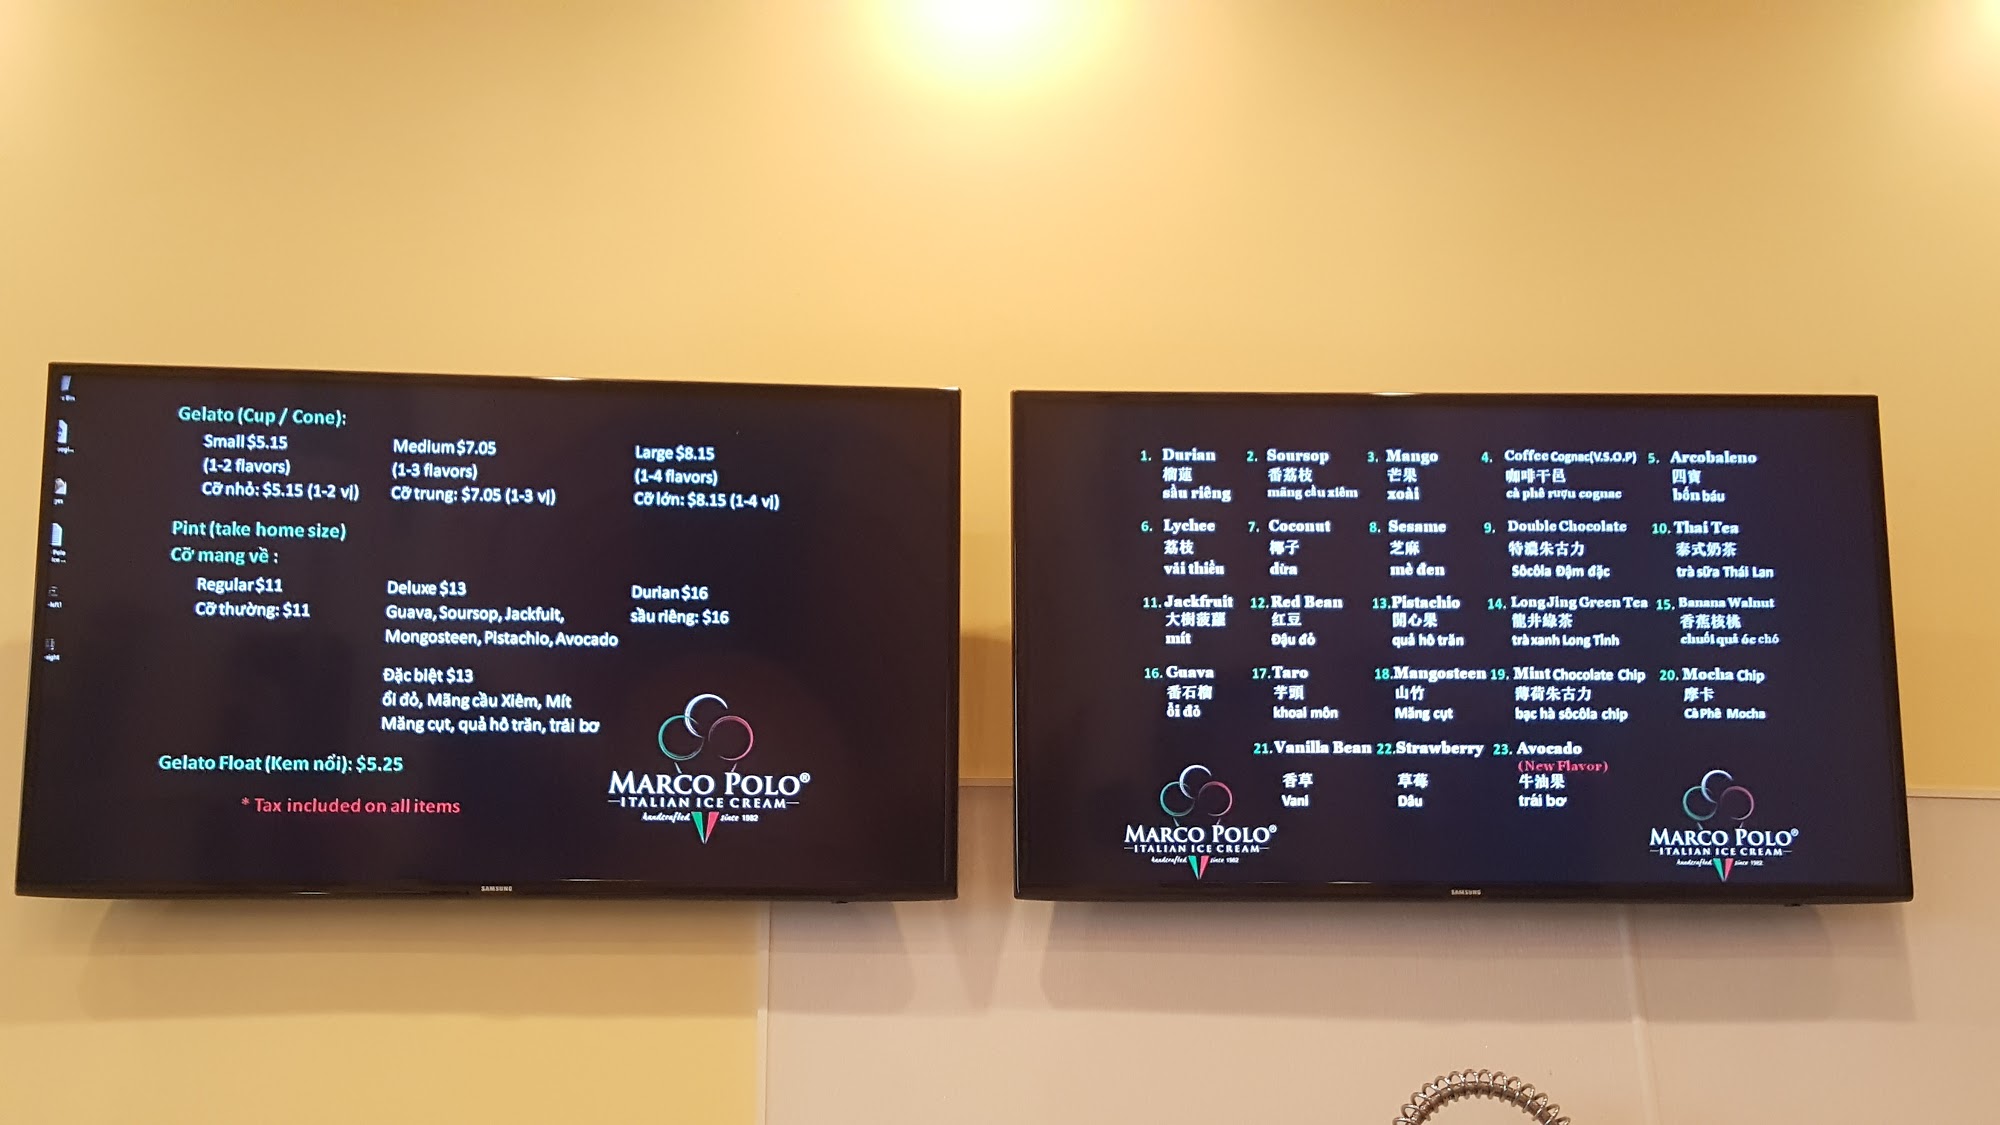 Gelato (Cup / Cone):
Small $5.15
(1-2 flavors)
Cỡ nhỏ: $5.15 (1-2 vị)
Medium $7.05
(1-3 flavors)
Cỡ trung: $7.05 (1-3 vị)
Large $8.15
(1-4 flavors)
Cỡ lớn: $8.15 (1-4 vị)
Pint (take home size)
Cỡ mang về :
Regular $11
Cỡ thường: $11
Deluxe $13
Guava, Soursop, Jackfuit,
Mongosteen, Pistachio, Avocado
Đặc biệt $13
ổi đỏ, Mãng cầu Xiêm, Mít
Măng cụt, quả hồ trăn, trái bơ
Durian $16
sầu riêng: $16
Gelato Float (Kem nổi): $5.25
* Tax included on all items
MARCO POLO®
ITALIAN ICE CREAM
handcrafted since 1982
SAMSUNG
1. Durian
榴蓮
sầu riêng
2. Soursop
番荔枝
mãng cầu xiêm
3. Mango
芒果
xoài
4. Coffee Cognac(V.S.O.P)
咖啡干邑
cà phê rượu cognac
5. Arcobaleno
四寶
bốn báu
6. Lychee
荔枝
vải thiều
7. Coconut
椰子
dừa
8. Sesame
芝麻
mè đen
9. Double Chocolate
特濃朱古力
Sôcôla Đậm đặc
10. Thai Tea
泰式奶茶
trà sữa Thái Lan
11. Jackfruit
大樹菠蘿
mít
12. Red Bean
红豆
Đậu đỏ
13. Pistachio
開心果
quả hồ trăn
14. Long Jing Green Tea
龍井綠茶
trà xanh Long Tỉnh
15. Banana Walnut
香蕉核桃
chuối quả óc chó
16. Guava
番石榴
ổi đỏ
17. Taro
芋頭
khoai môn
18. Mangosteen
山竹
Măng cụt
19. Mint Chocolate Chip
薄荷朱古力
bạc hà sôcôla chip
20. Mocha Chip
摩卡
Cà Phê Mocha
21. Vanilla Bean
香草
Vani
22. Strawberry
草莓
Dâu
23. Avocado
(New Flavor)
牛油果
trái bơ
MARCO POLO®
ITALIAN ICE CREAM
handcrafted since 1982
MARCO POLO®
ITALIAN ICE CREAM
handcrafted since 1982
SAMSUNG